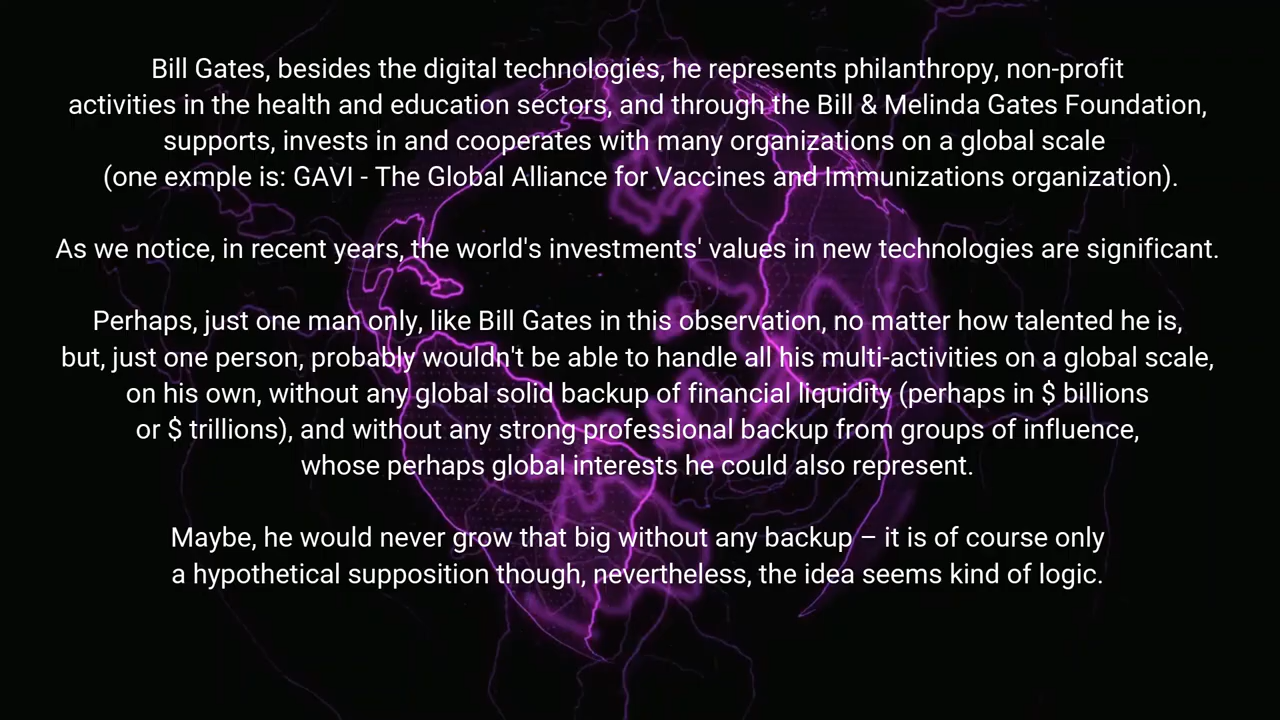 Bill Gates, besides the digital technologies, he represents philanthropy, non-profit
activities in the health and education sectors, and through the Bill & Melinda Gates Foundation,
supports, invests in and cooperates with many organizations on a global scale
(one exmple is: GAVI - The Global Alliance for Vaccines and Immunizations organization).
As we notice, in recent years, the world's investments' values in new technologies are significant.
Perhaps, just one man only, like Bill Gates in this observation, no matter how talented he is,
but, just one person, probably wouldn't be able to handle all his multi-activities on a global scale,
on his own, without any global solid backup of financial liquidity (perhaps in $ billions
or $ trillions), and without any strong professional backup from groups of influence,
whose perhaps global interests he could also represent.
Maybe, he would never grow that big without any backup – it is of course only
a hypothetical supposition though, nevertheless, the idea seems kind of logic.